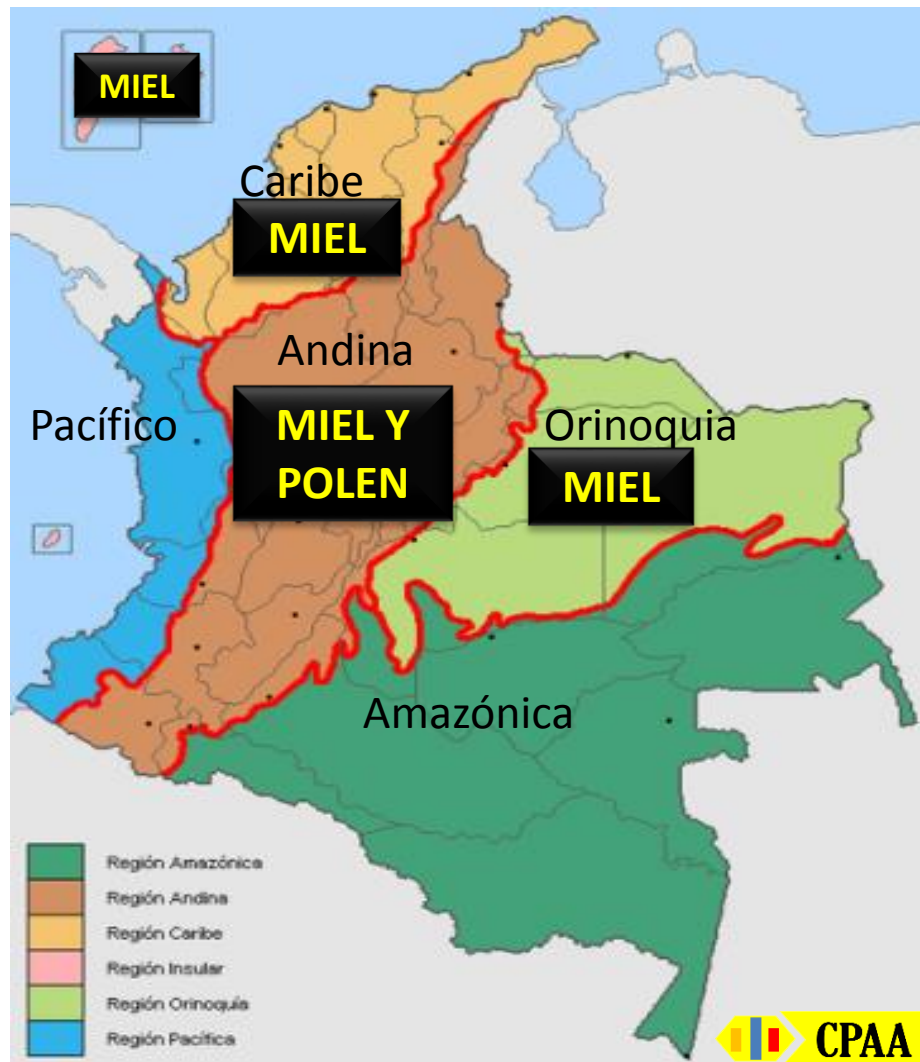 MIEL
Caribe
MIEL
Andina
Pacífico
MIEL Y
POLEN
Orinoquia
MIEL
Amazónica
Región Amazónica
Región Andina
Región Caribe
Región Insular
Región Orinoquía
Región Pacífica
CPAA